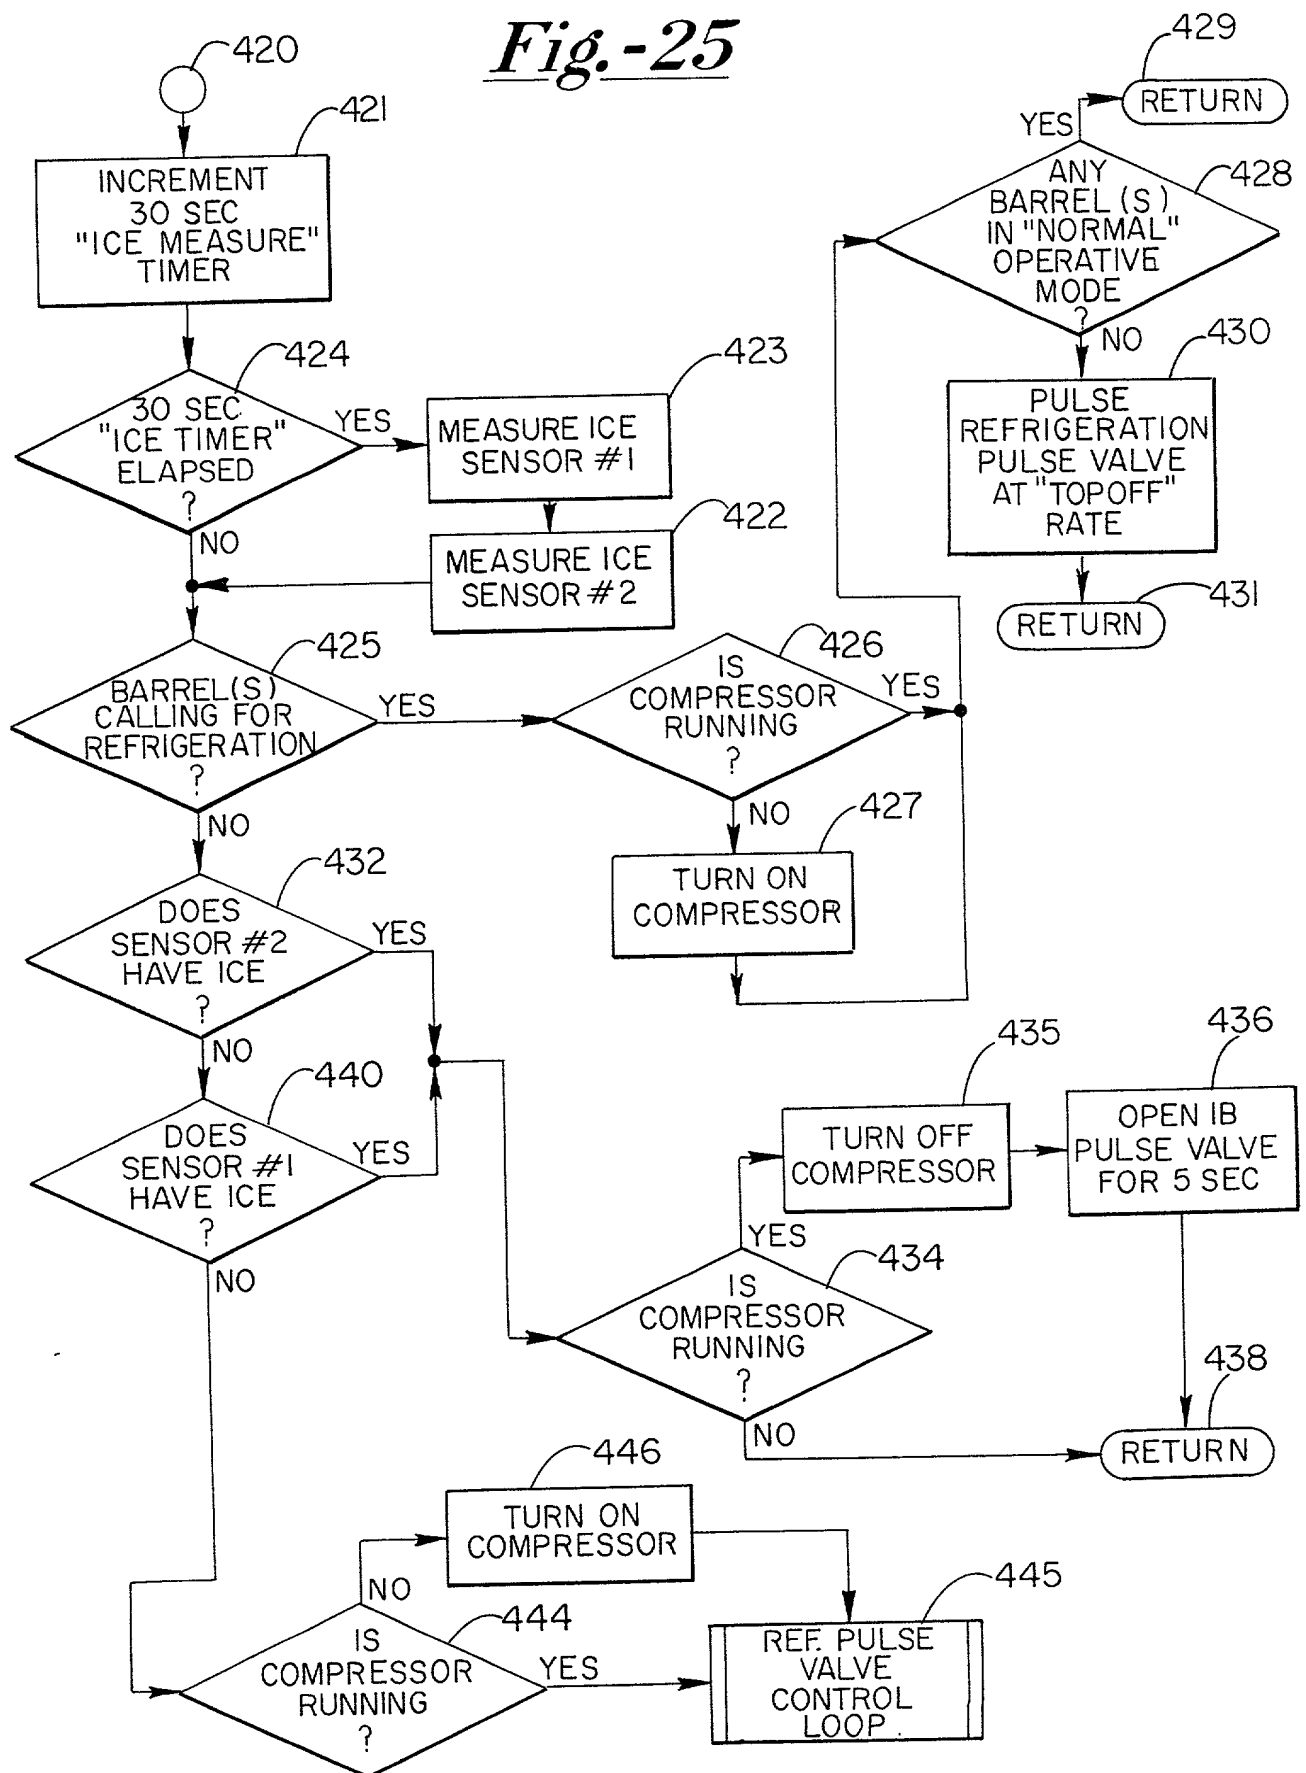 Fig.-25
420
421
INCREMENT
30 SEC
"ICE MEASURE"
TIMER
424
30 SEC
"ICE TIMER"
ELAPSED
?
YES
NO
423
MEASURE ICE
SENSOR #1
422
MEASURE ICE
SENSOR #2
425
BARREL(S)
CALLING FOR
REFRIGERATION
?
YES
NO
426
IS
COMPRESSOR
RUNNING
?
YES
NO
427
TURN ON
COMPRESSOR
429
RETURN
YES
428
ANY
BARREL(S)
IN "NORMAL"
OPERATIVE
MODE
?
NO
430
PULSE
REFRIGERATION
PULSE VALVE
AT "TOPOFF"
RATE
431
RETURN
432
DOES
SENSOR #2
HAVE ICE
?
YES
NO
440
DOES
SENSOR #1
HAVE ICE
?
YES
NO
435
TURN OFF
COMPRESSOR
436
OPEN IB
PULSE VALVE
FOR 5 SEC
YES
434
IS
COMPRESSOR
RUNNING
?
NO
438
RETURN
446
TURN ON
COMPRESSOR
NO
444
IS
COMPRESSOR
RUNNING
?
YES
445
REF. PULSE
VALVE
CONTROL
LOOP